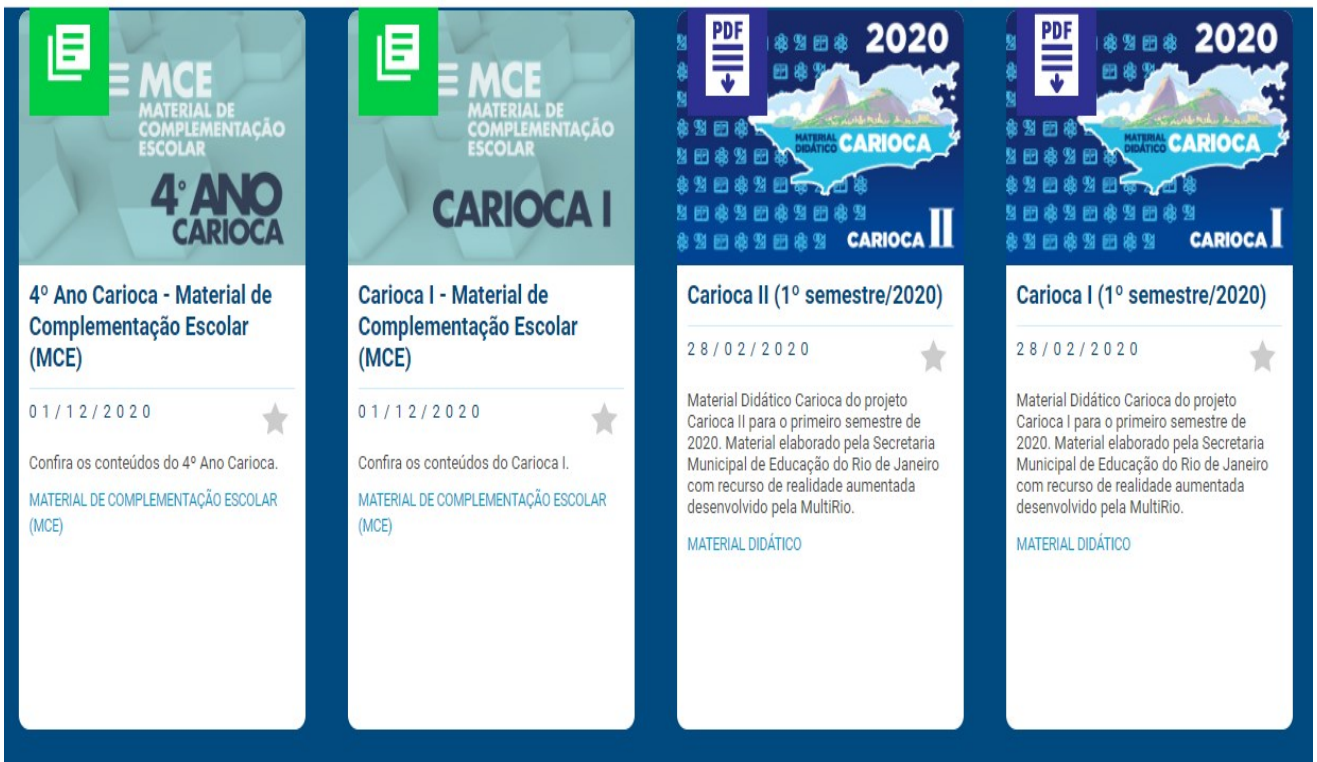 MCE
MATERIAL DE
COMPLEMENTAÇÃO
ESCOLAR
4º ANO
CARIOCA
4º Ano Carioca - Material de
Complementação Escolar
(MCE)
01/12/2020
Confira os conteúdos do 4º Ano Carioca.
MATERIAL DE COMPLEMENTAÇÃO ESCOLAR
(MCE)
MCE
MATERIAL DE
COMPLEMENTAÇÃO
ESCOLAR
CARIOCA I
Carioca I - Material de
Complementação Escolar
(MCE)
01/12/2020
Confira os conteúdos do Carioca I.
MATERIAL DE COMPLEMENTAÇÃO ESCOLAR
(MCE)
PDF
2020
MATERIAL
DIDÁTICO CARIOCA
CARIOCA II
Carioca II (1º semestre/2020)
28/02/2020
Material Didático Carioca do projeto
Carioca II para o primeiro semestre de
2020. Material elaborado pela Secretaria
Municipal de Educação do Rio de Janeiro
com recurso de realidade aumentada
desenvolvido pela MultiRio.
MATERIAL DIDÁTICO
PDF
2020
MATERIAL
DIDÁTICO CARIOCA
CARIOCA I
Carioca I (1º semestre/2020)
28/02/2020
Material Didático Carioca do projeto
Carioca I para o primeiro semestre de
2020. Material elaborado pela Secretaria
Municipal de Educação do Rio de Janeiro
com recurso de realidade aumentada
desenvolvido pela MultiRio.
MATERIAL DIDÁTICO